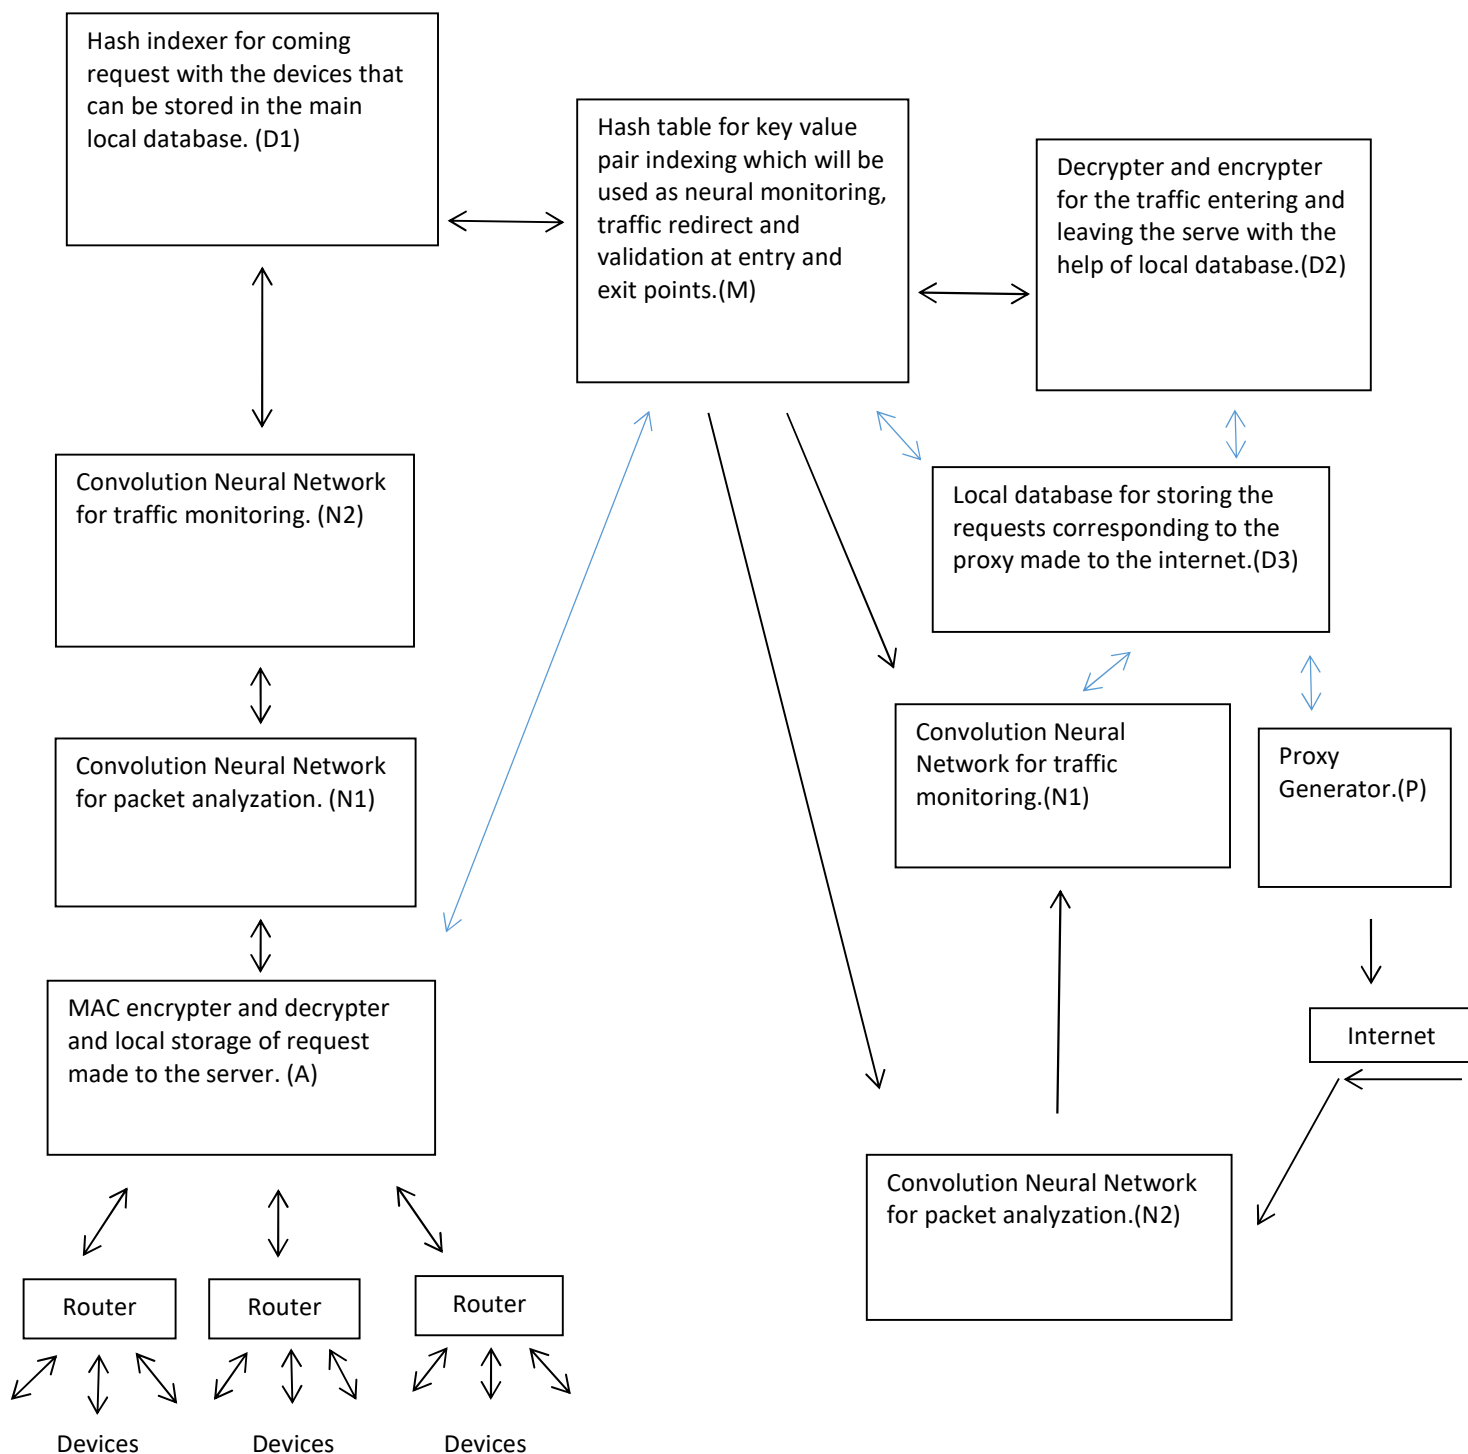 Hash indexer for coming
request with the devices that
can be stored in the main
local database. (D1)
Hash table for key value
pair indexing which will be
used as neural monitoring,
traffic redirect and
validation at entry and
exit points.(M)
Decrypter and encrypter
for the traffic entering and
leaving the serve with the
help of local database.(D2)
Convolution Neural Network
for traffic monitoring. (N2)
Local database for storing the
requests corresponding to the
proxy made to the internet.(D3)
Convolution Neural Network
for packet analyzation. (N1)
Convolution Neural
Network for traffic
monitoring.(N1)
Proxy
Generator.(P)
MAC encrypter and decrypter
and local storage of request
made to the server. (A)
Internet
Convolution Neural Network
for packet analyzation.(N2)
Router
Router
Router
Devices
Devices
Devices